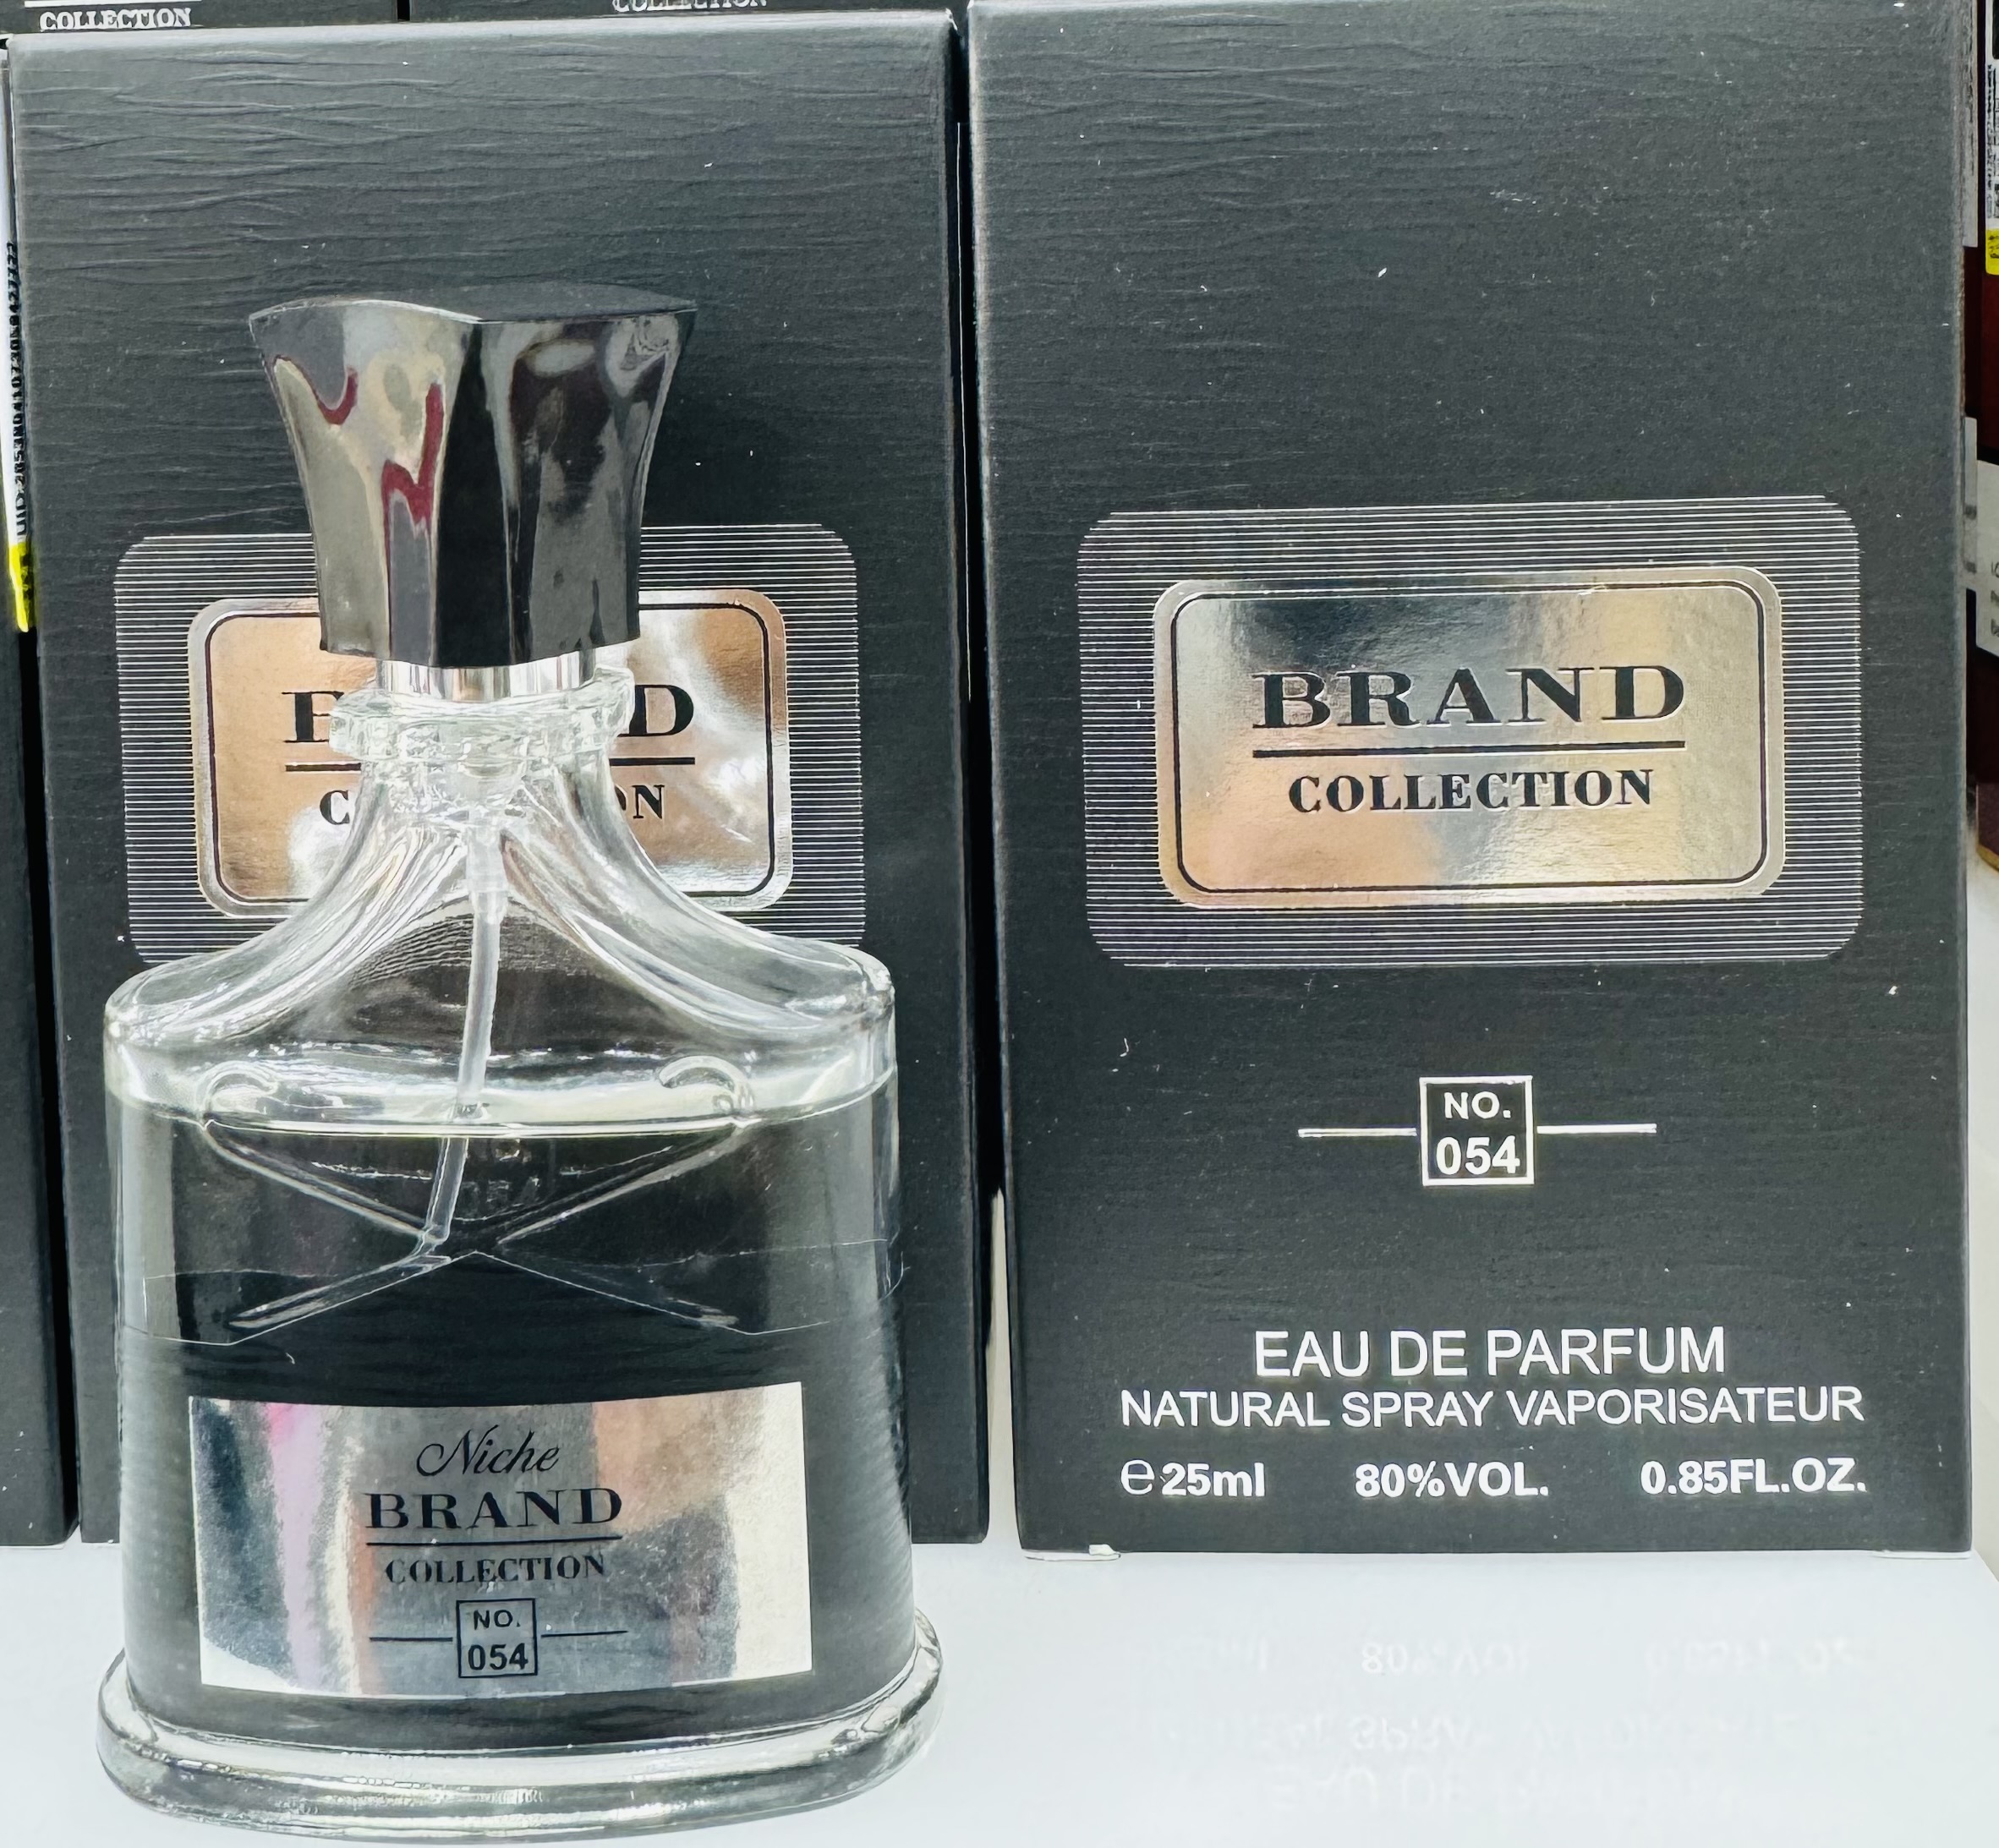 COLLECTION
COLLECTION
BRAND
COLLECTION
NO.
054
EAU DE PARFUM
NATURAL SPRAY VAPORISATEUR
℮25ml 80%VOL. 0.85FL.OZ.
Niche
BRAND
COLLECTION
NO.
054